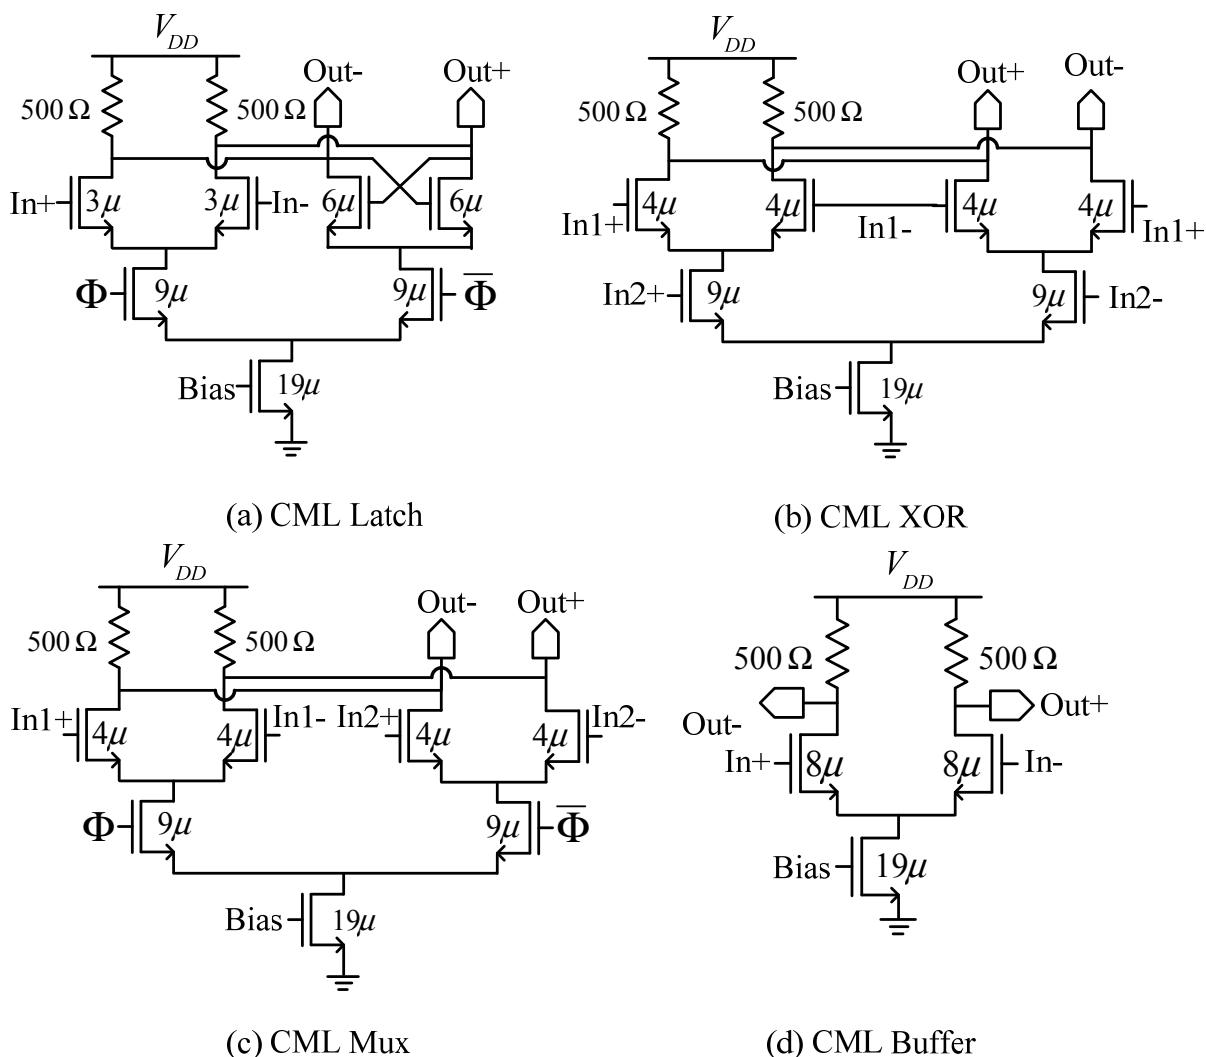 V_DD
Out-
Out+
500 Ω
500 Ω
In+
3μ
3μ
In-
6μ
6μ
Φ
9μ
9μ
Φ̅
Bias
19μ
(a) CML Latch
V_DD
Out+
Out-
500 Ω
500 Ω
In1+
4μ
4μ
In1-
4μ
4μ
In1+
In2+
9μ
9μ
In2-
Bias
19μ
(b) CML XOR
V_DD
Out-
Out+
500 Ω
500 Ω
In1+
4μ
4μ
In1-
In2+
4μ
4μ
In2-
Φ
9μ
9μ
Φ̅
Bias
19μ
(c) CML Mux
V_DD
500 Ω
500 Ω
Out-
Out+
In+
8μ
8μ
In-
Bias
19μ
(d) CML Buffer